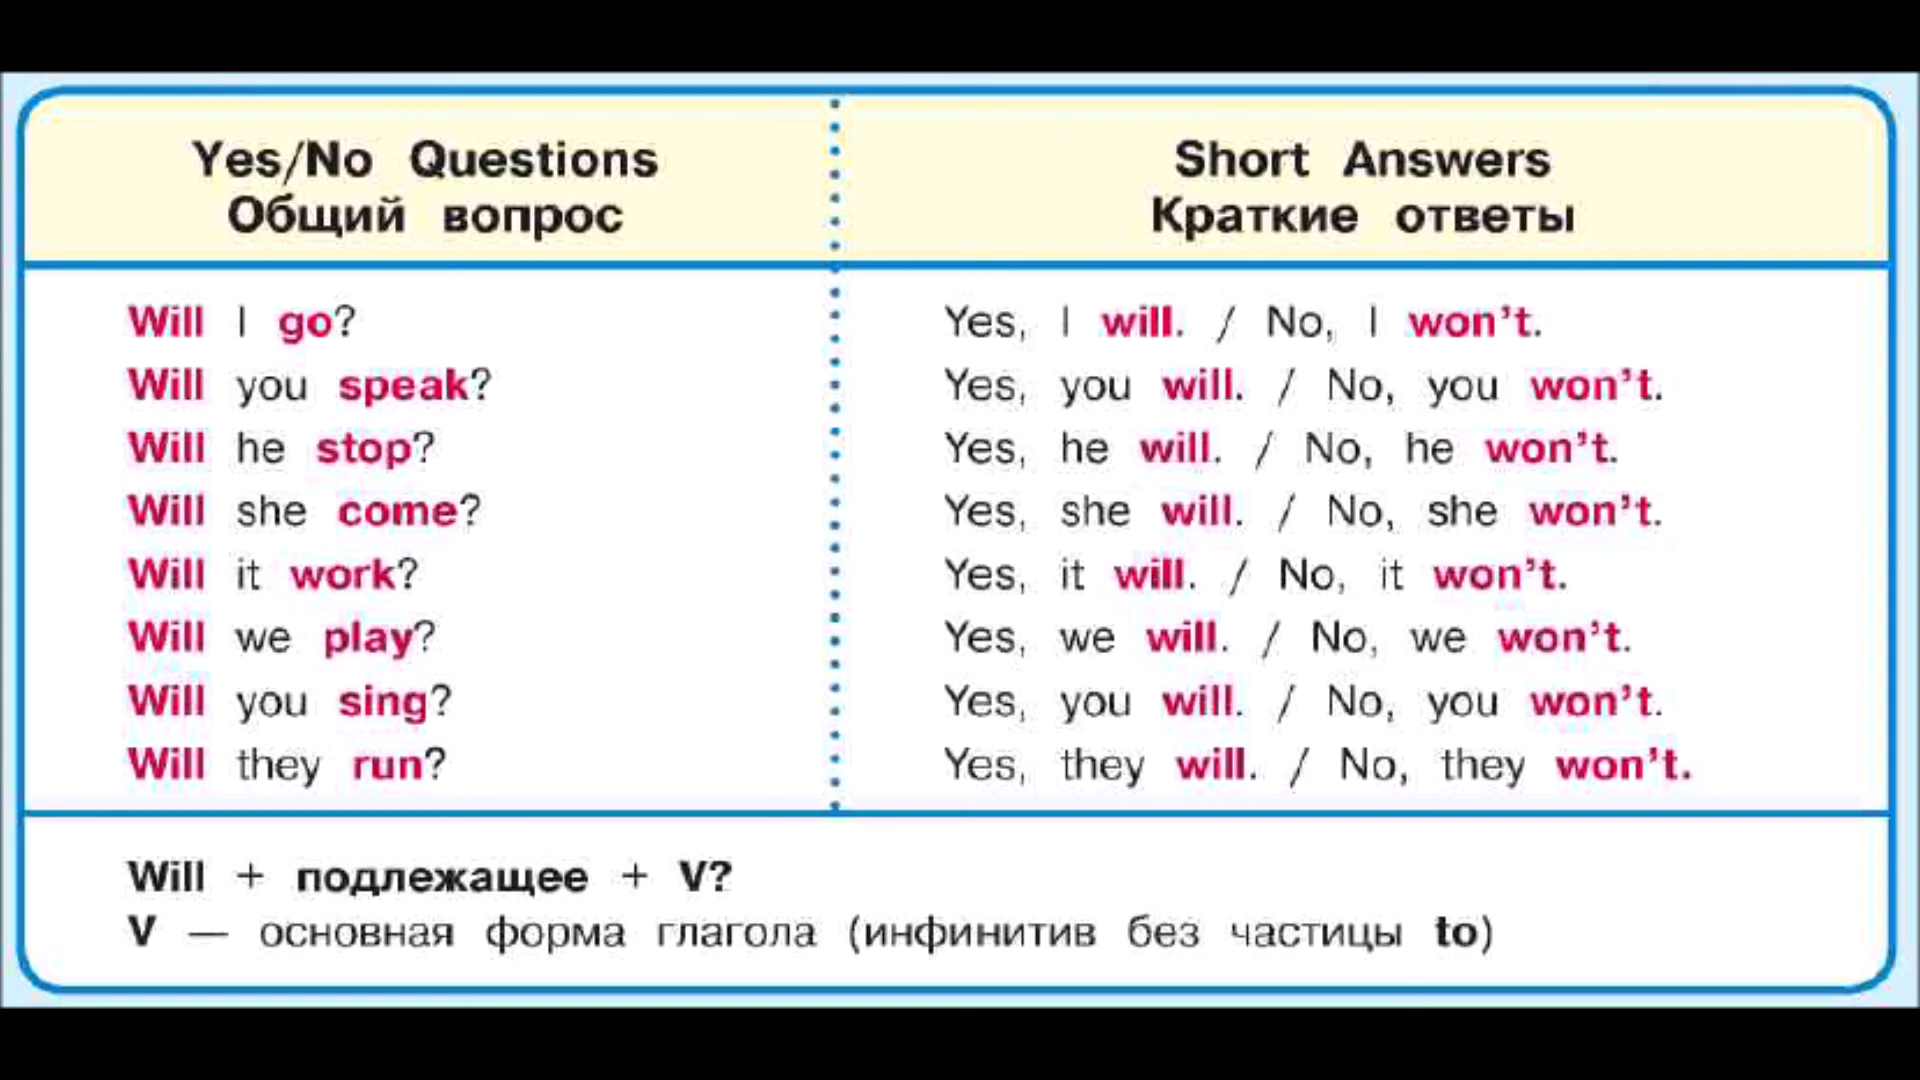 Yes/No Questions
Общий вопрос
Short Answers
Краткие ответы
Will I go?
Yes, I will. / No, I won't.
Will you speak?
Yes, you will. / No, you won't.
Will he stop?
Yes, he will. / No, he won't.
Will she come?
Yes, she will. / No, she won't.
Will it work?
Yes, it will. / No, it won't.
Will we play?
Yes, we will. / No, we won't.
Will you sing?
Yes, you will. / No, you won't.
Will they run?
Yes, they will. / No, they won't.
Will + подлежащее + V?
V — основная форма глагола (инфинитив без частицы to)